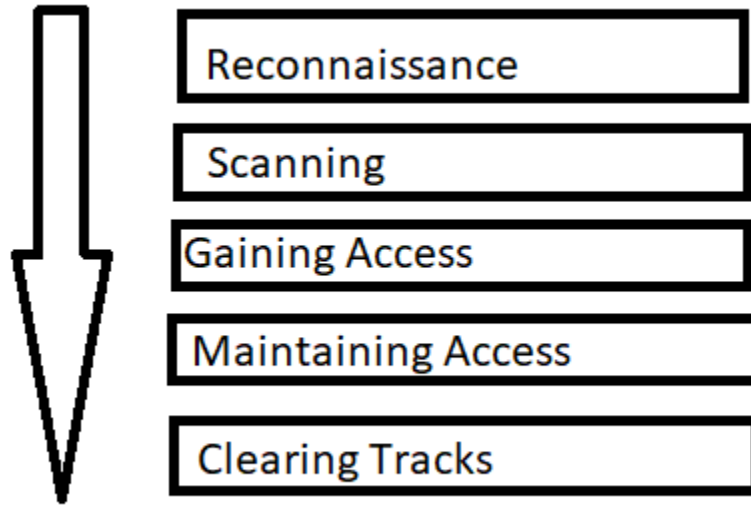 Reconnaissance
Scanning
Gaining Access
Maintaining Access
Clearing Tracks